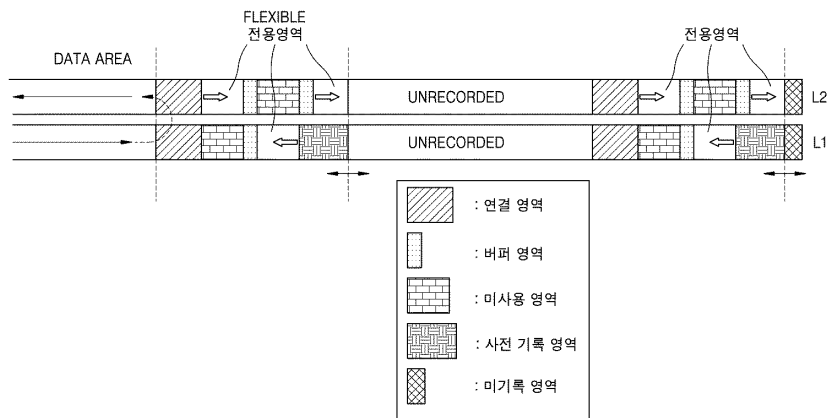 FLEXIBLE
전용영역
전용영역
DATA AREA
UNRECORDED
L2
UNRECORDED
L1
: 연결 영역
: 버퍼 영역
: 미사용 영역
: 사전 기록 영역
: 미기록 영역